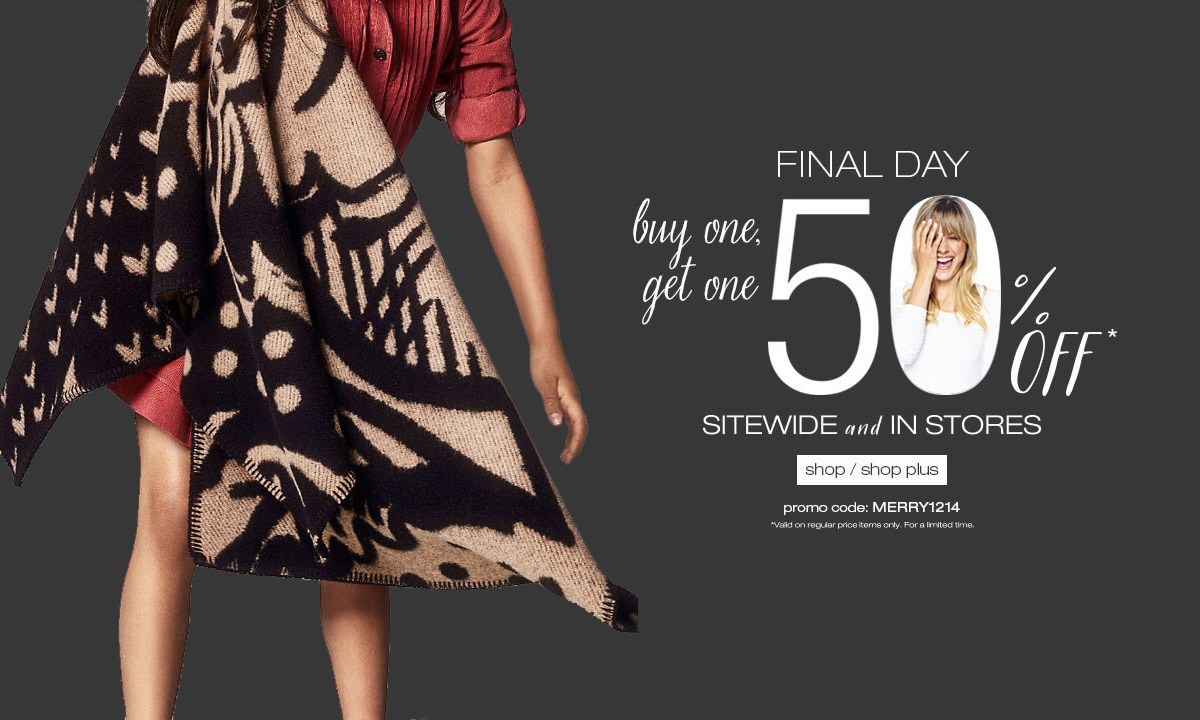 FINAL DAY
buy one,
get one
50
%
OFF*
SITEWIDE and IN STORES
shop / shop plus
promo code: MERRY1214
*Valid on regular price items only. For a limited time.